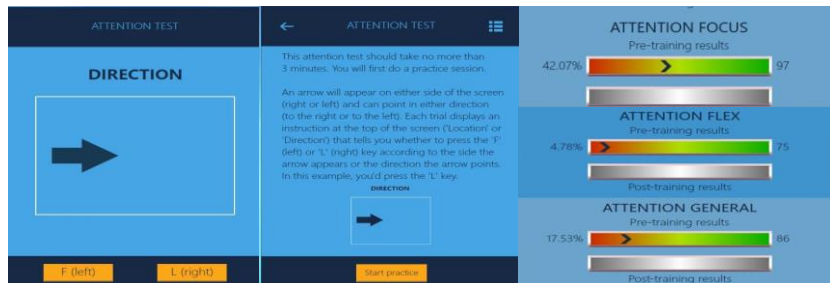 ATTENTION TEST
DIRECTION
F (left)
L (right)
ATTENTION TEST
This attention test should take no more than
3 minutes. You will first do a practice session.
An arrow will appear on either side of the screen
(right or left) and can point in either direction
(to the right or to the left). Each trial displays an
instruction at the top of the screen ('Location' or
'Direction') that tells you whether to press the 'F'
(left) or 'L' (right) key according to the side the
arrow appears or the direction the arrow points.
In this example, you'd press the 'L' key.
DIRECTION
Start practice
ATTENTION FOCUS
Pre-training results
42.07% 97
ATTENTION FLEX
Pre-training results
4.78% 75
Post-training results
ATTENTION GENERAL
Pre-training results
17.53% 86
Post-training results